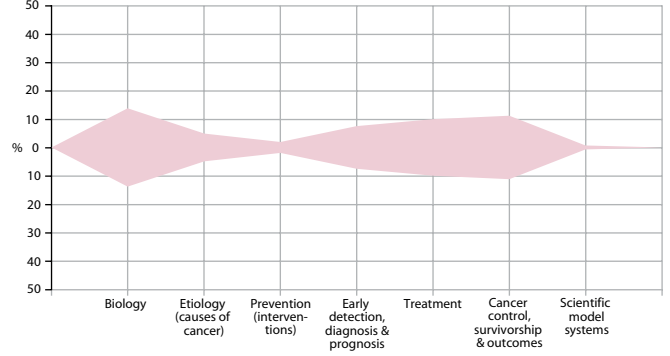 50
40
30
20
10
% 0
10
20
30
40
50
Biology
Etiology
(causes of
cancer)
Prevention
(interven-
tions)
Early
detection,
diagnosis &
prognosis
Treatment
Cancer
control,
survivorship
& outcomes
Scientific
model
systems